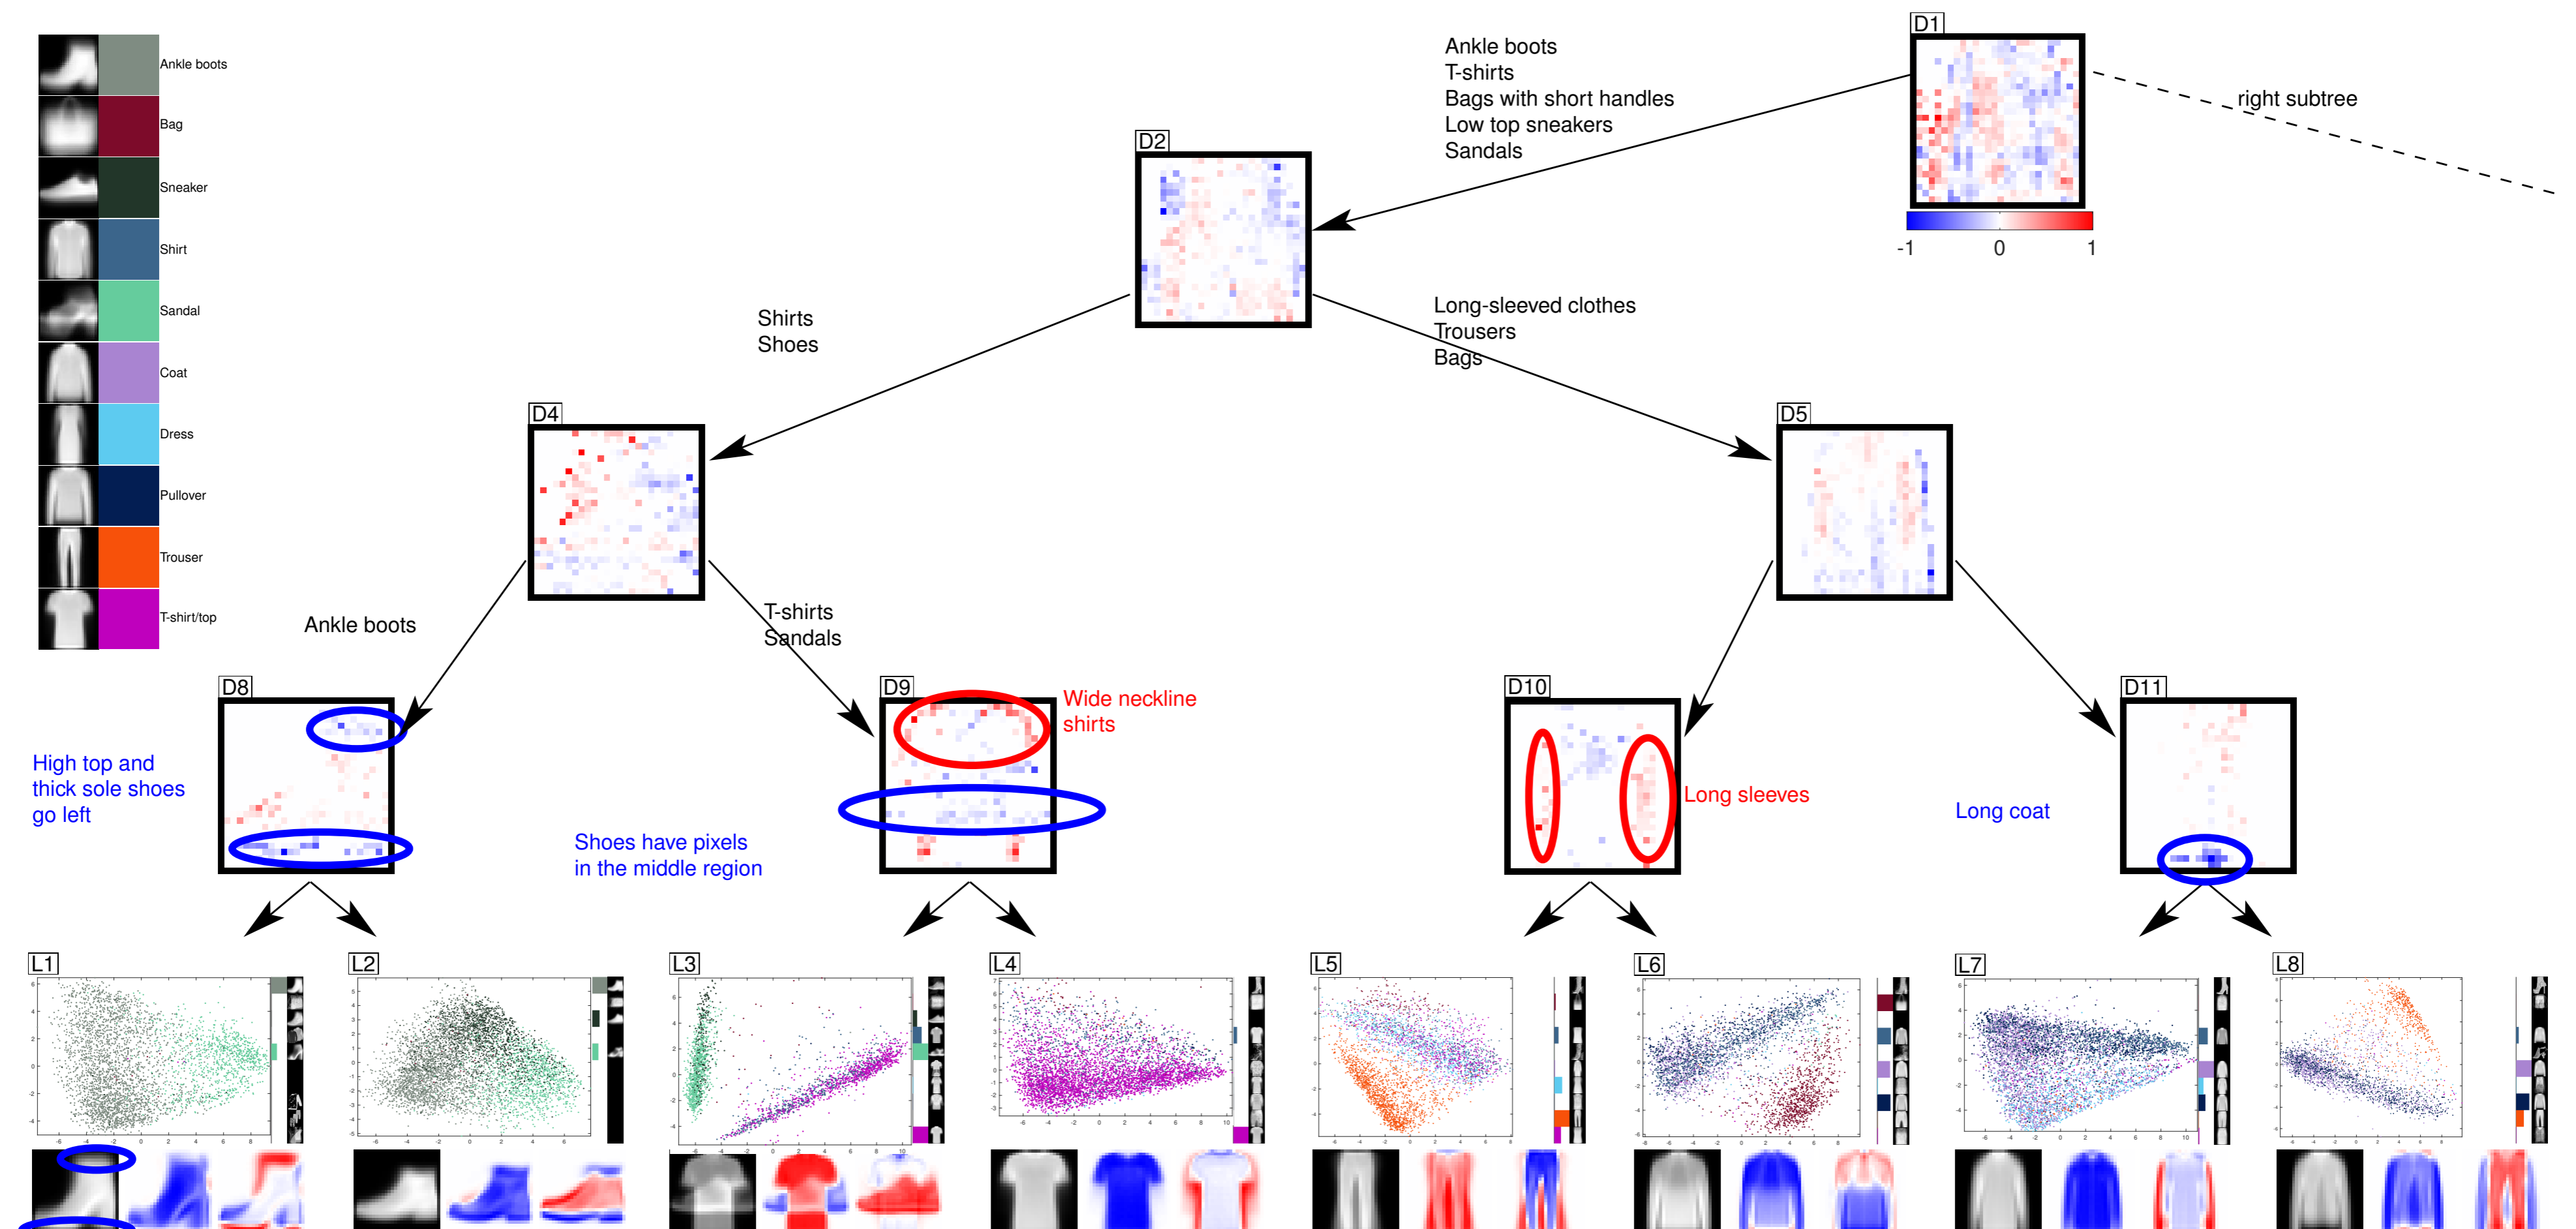 Ankle boots
Bag
Sneaker
Shirt
Sandal
Coat
Dress
Pullover
Trouser
T-shirt/top
D1
-1 0 1
right subtree
Ankle boots
T-shirts
Bags with short handles
Low top sneakers
Sandals
D2
Shirts
Shoes
Long-sleeved clothes
Trousers
Bags
D4
D5
Ankle boots
T-shirts
Sandals
D8
High top and
thick sole shoes
go left
D9
Wide neckline
shirts
Shoes have pixels
in the middle region
D10
Long sleeves
D11
Long coat
L1
L2
L3
L4
L5
L6
L7
L8